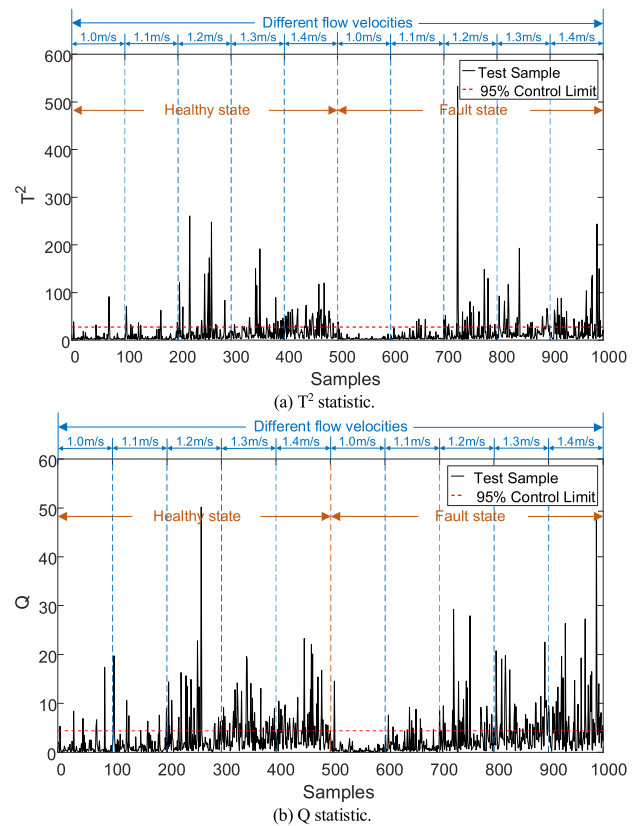 Different flow velocities
1.0m/s 1.1m/s 1.2m/s 1.3m/s 1.4m/s 1.0m/s 1.1m/s 1.2m/s 1.3m/s 1.4m/s
600
Test Sample
95% Control Limit
500
Healthy state Fault state
400
T²
300
200
100
0
0 100 200 300 400 500 600 700 800 900 1000
Samples
(a) T² statistic.
Different flow velocities
1.0m/s 1.1m/s 1.2m/s 1.3m/s 1.4m/s 1.0m/s 1.1m/s 1.2m/s 1.3m/s 1.4m/s
60
Test Sample
95% Control Limit
50
Healthy state Fault state
40
Q
30
20
10
0
0 100 200 300 400 500 600 700 800 900 1000
Samples
(b) Q statistic.